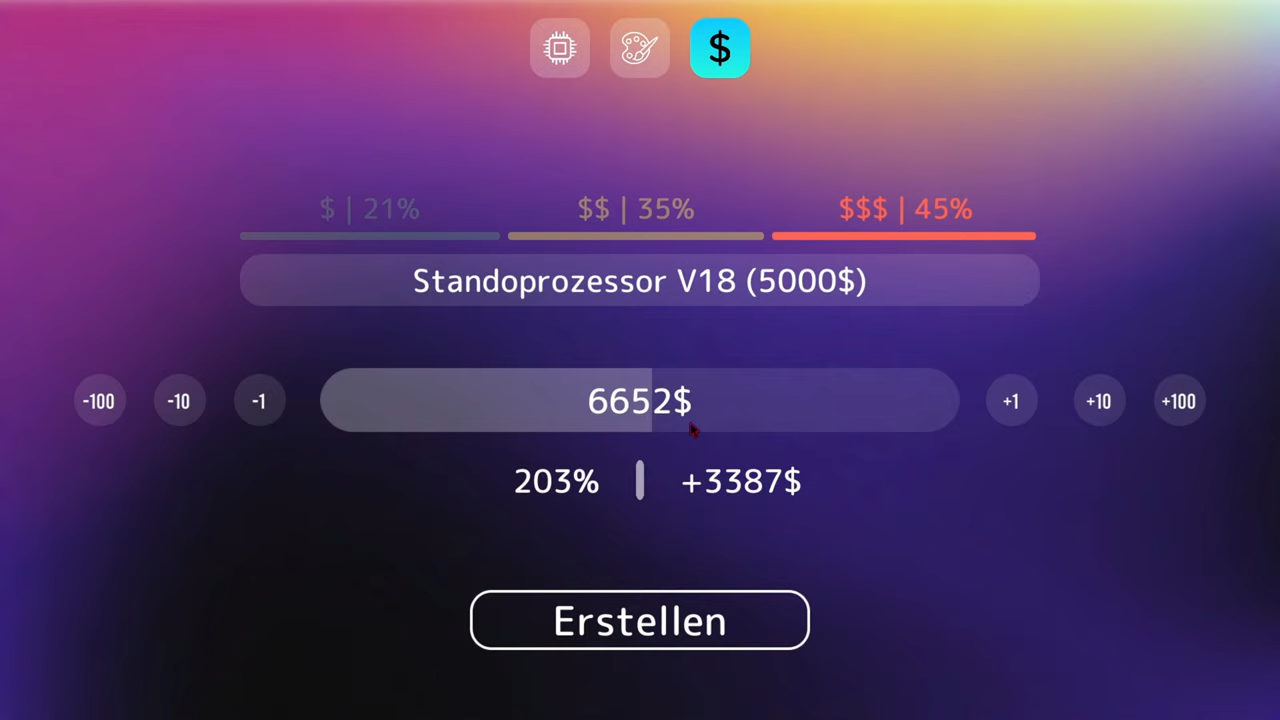 $
$ | 21% $$ | 35% $$$ | 45%
Standoprozessor V18 (5000$)
-100 -10 -1 6652$ +1 +10 +100
203% +3387$
Erstellen